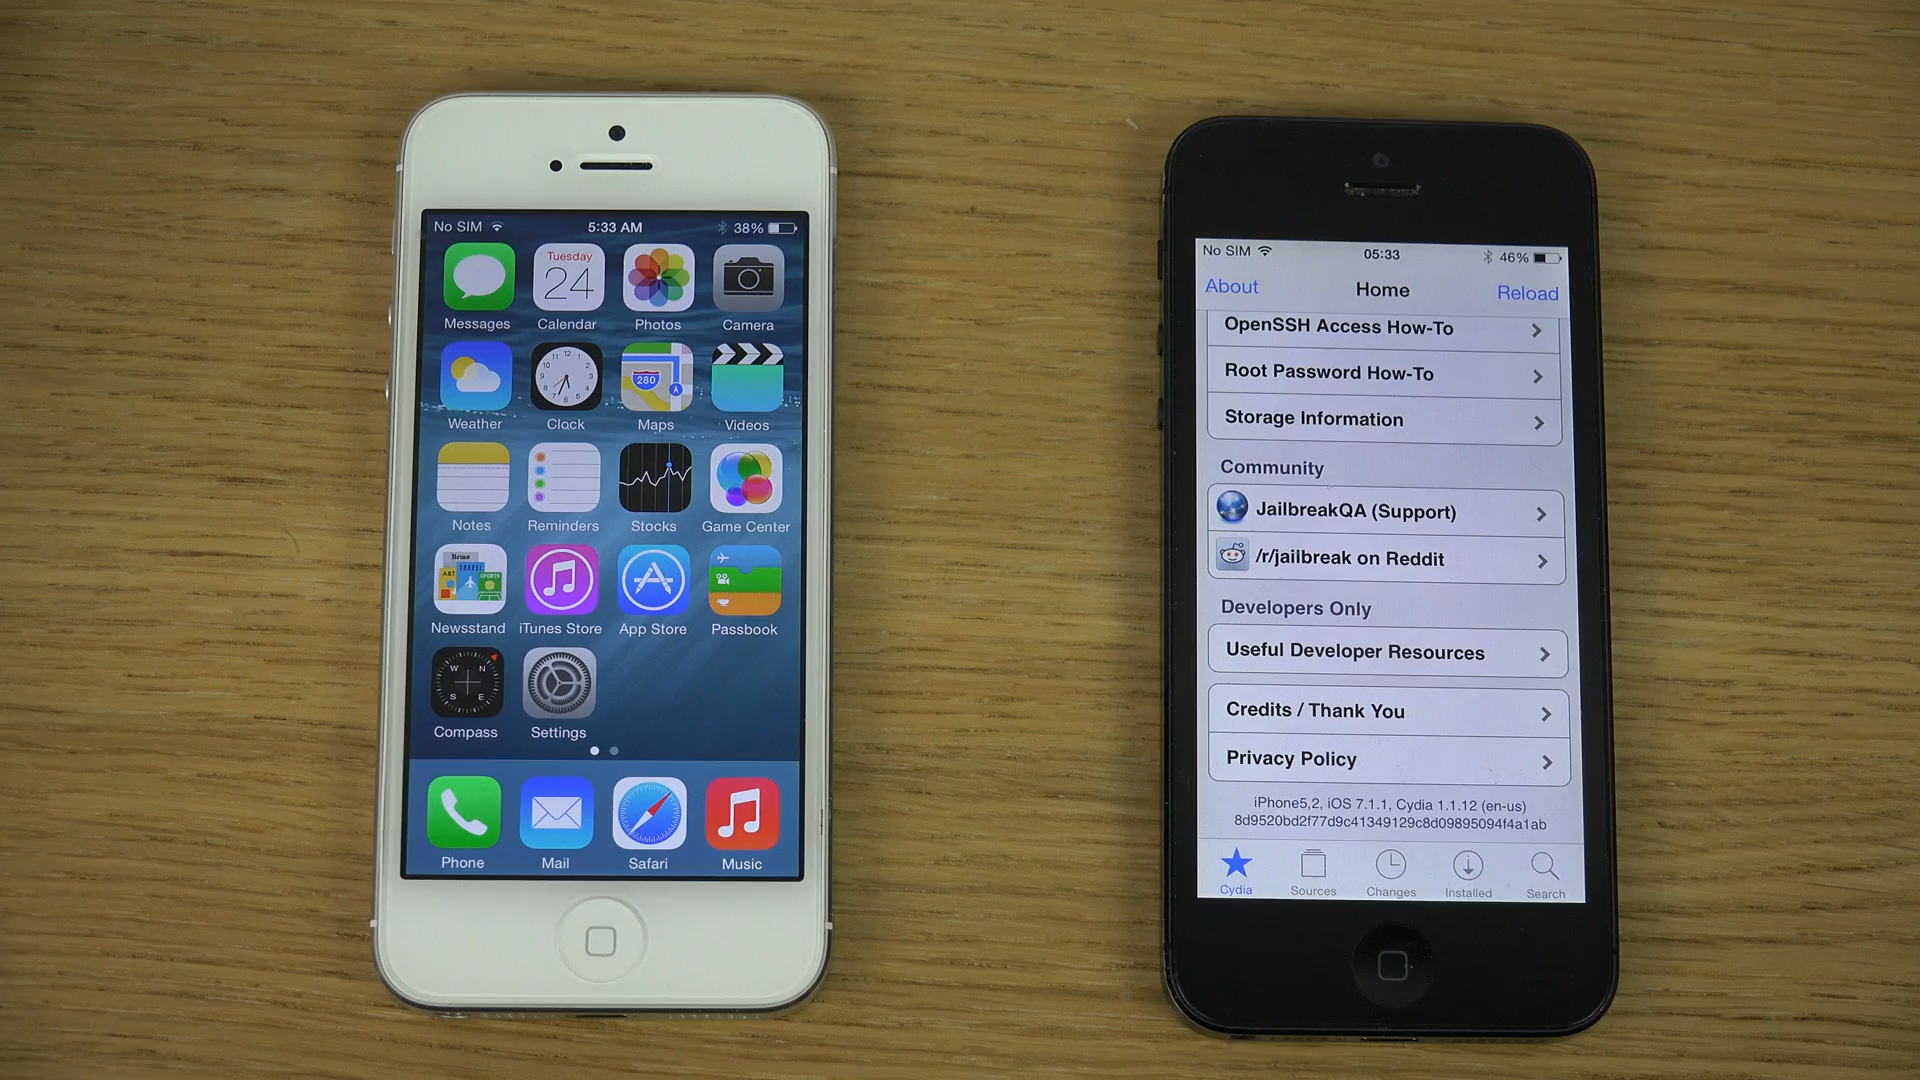 No SIM 5:33 AM 38%
Tuesday
24
Messages Calendar Photos Camera
280
Weather Clock Maps Videos
Notes Reminders Stocks Game Center
News
ART TRAVEL SPORTS
Newsstand iTunes Store App Store Passbook
W N
S E
Compass Settings
Phone Mail Safari Music
No SIM 05:33 46%
About Home Reload
OpenSSH Access How-To
Root Password How-To
Storage Information
Community
JailbreakQA (Support)
/r/jailbreak on Reddit
Developers Only
Useful Developer Resources
Credits / Thank You
Privacy Policy
iPhone5,2, iOS 7.1.1, Cydia 1.1.12 (en-us)
8d9520bd2f77d9c41349129c8d09895094f4a1ab
Cydia Sources Changes Installed Search